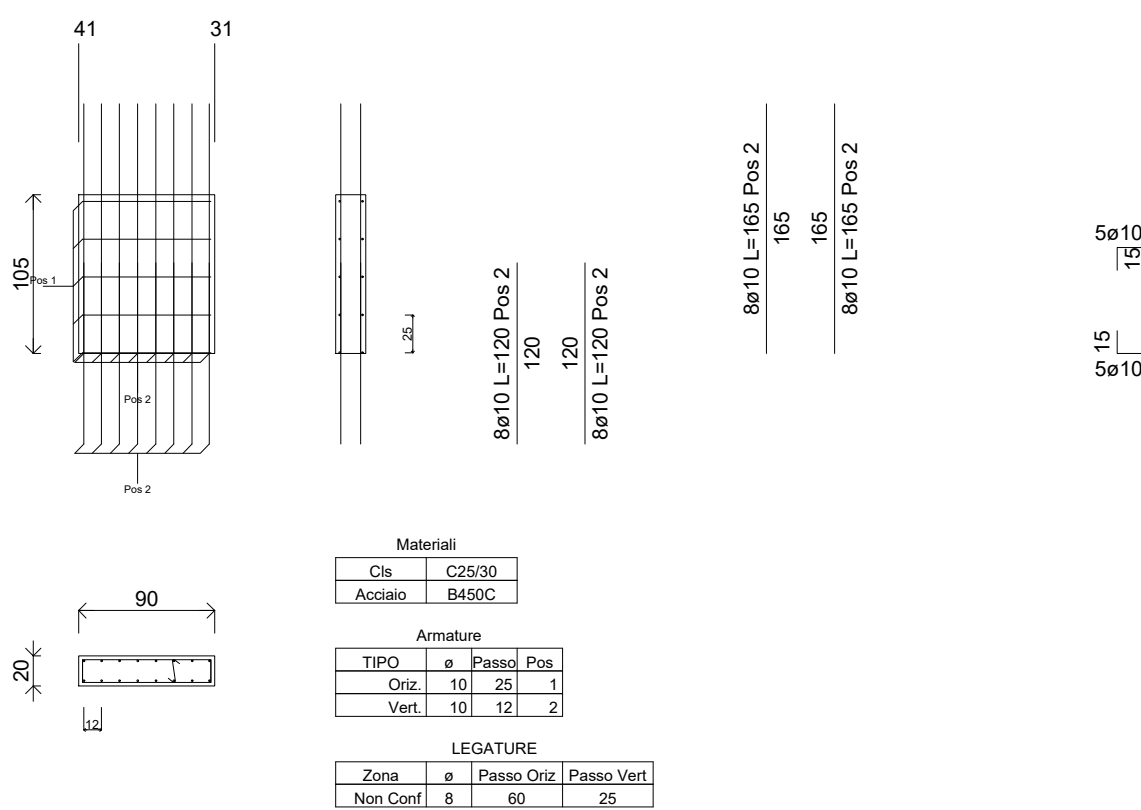 41 31
105
Pos 1
Pos 2
Pos 2
25
8ø10 L=120 Pos 2
120
120
8ø10 L=120 Pos 2
8ø10 L=165 Pos 2
165
165
8ø10 L=165 Pos 2
5ø10
15
15
5ø10
90
20
12
Materiali
Cls C25/30
Acciaio B450C
Armature
TIPO ø Passo Pos
Oriz. 10 25 1
Vert. 10 12 2
LEGATURE
Zona ø Passo Oriz Passo Vert
Non Conf 8 60 25